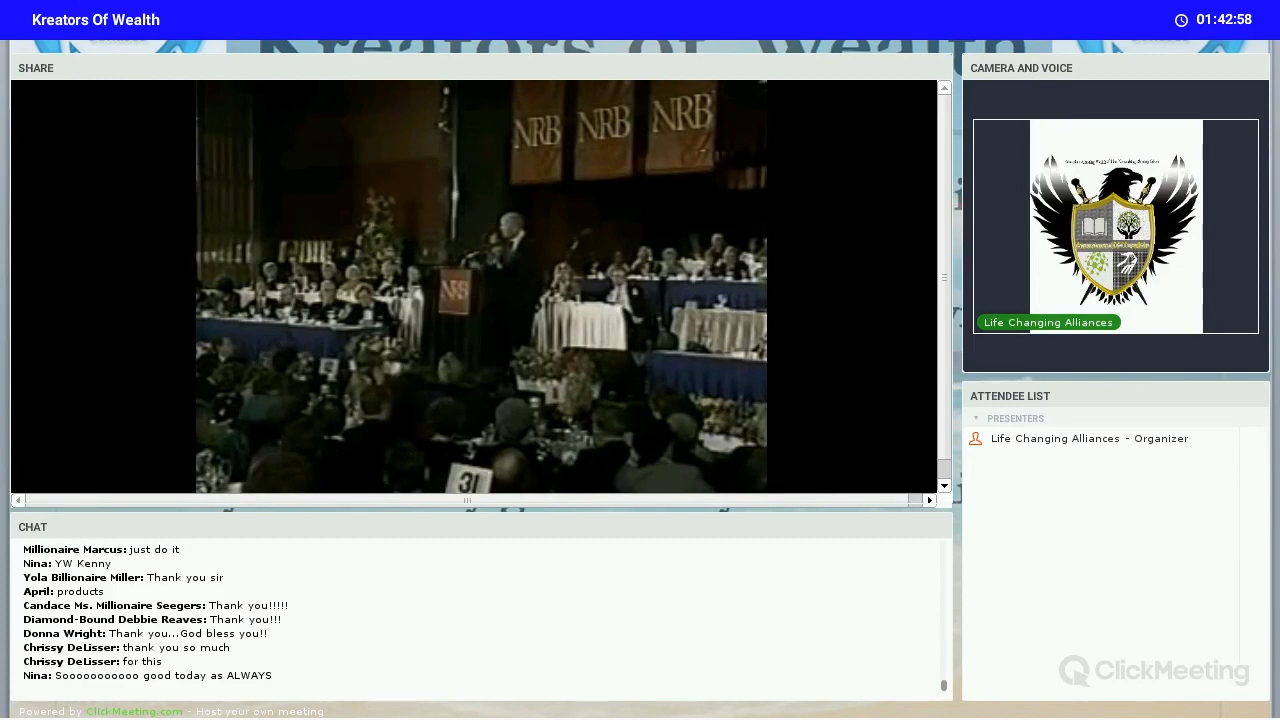 Kreators Of Wealth
01:42:58
Kreators of Wealth
SHARE
CAMERA AND VOICE
NRB
NRB
NRB
NRB
31
Life Changing Alliances
ATTENDEE LIST
PRESENTERS
Life Changing Alliances - Organizer
CHAT
Millionaire Marcus: just do it
Nina: YW Kenny
Yola Billionaire Miller: Thank you sir
April: products
Candace Ms. Millionaire Seegers: Thank you!!!!!
Diamond-Bound Debbie Reaves: Thank you!!!
Donna Wright: Thank you...God bless you!!
Chrissy DeLisser: thank you so much
Chrissy DeLisser: for this
Nina: Sooooooooooo good today as ALWAYS
ClickMeeting
Powered by ClickMeeting.com - Host your own meeting